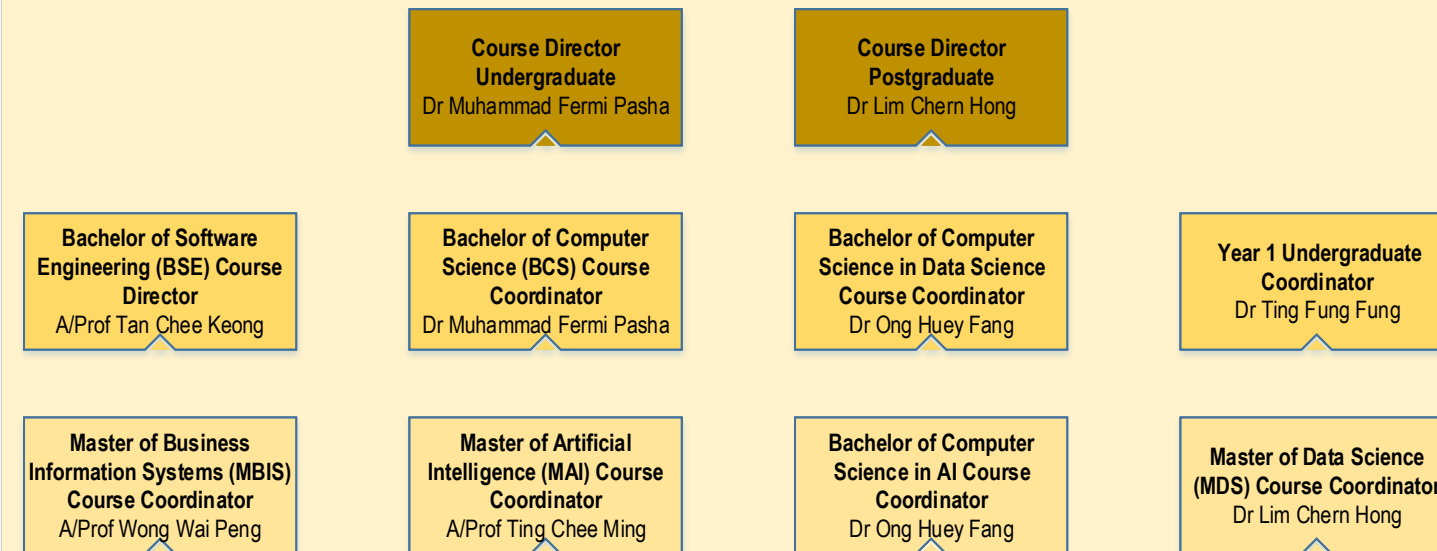 Course Director
Undergraduate
Dr Muhammad Fermi Pasha
Course Director
Postgraduate
Dr Lim Chern Hong
Bachelor of Software
Engineering (BSE) Course
Director
A/Prof Tan Chee Keong
Bachelor of Computer
Science (BCS) Course
Coordinator
Dr Muhammad Fermi Pasha
Bachelor of Computer
Science in Data Science
Course Coordinator
Dr Ong Huey Fang
Year 1 Undergraduate
Coordinator
Dr Ting Fung Fung
Master of Business
Information Systems (MBIS)
Course Coordinator
A/Prof Wong Wai Peng
Master of Artificial
Intelligence (MAI) Course
Coordinator
A/Prof Ting Chee Ming
Bachelor of Computer
Science in AI Course
Coordinator
Dr Ong Huey Fang
Master of Data Science
(MDS) Course Coordinator
Dr Lim Chern Hong